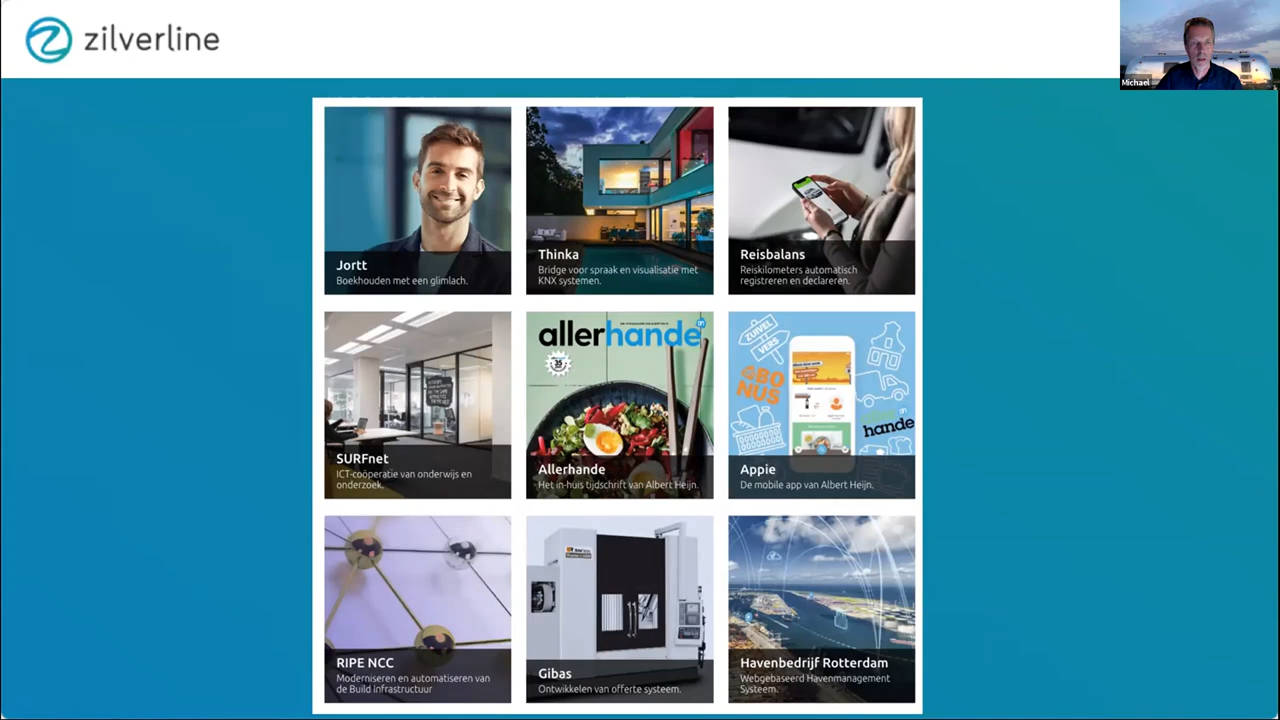 zilverline
Michael
Jortt
Boekhouden met een glimlach.
Thinka
Bridge voor spraak en visualisatie met
KNX systemen.
Reisbalans
Reiskilometers automatisch
registreren en declareren.
SURFnet
ICT-coöperatie van onderwijs en
onderzoek.
allerhande
Allerhande
Het in-huis tijdschrift van Albert Heijn.
ZUIVEL
VERS
BO
NUS
hande
Appie
De mobile app van Albert Heijn.
RIPE NCC
Moderniseren en automatiseren van
de Build Infrastructuur
Gibas
Ontwikkelen van offerte systeem.
Havenbedrijf Rotterdam
Webgebaseerd Havenmanagement
Systeem.